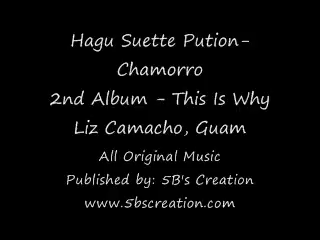 Hagu Suette Pution-
Chamorro
2nd Album - This Is Why
Liz Camacho, Guam
All Original Music
Published by: 5B's Creation
www.5bscreation.com